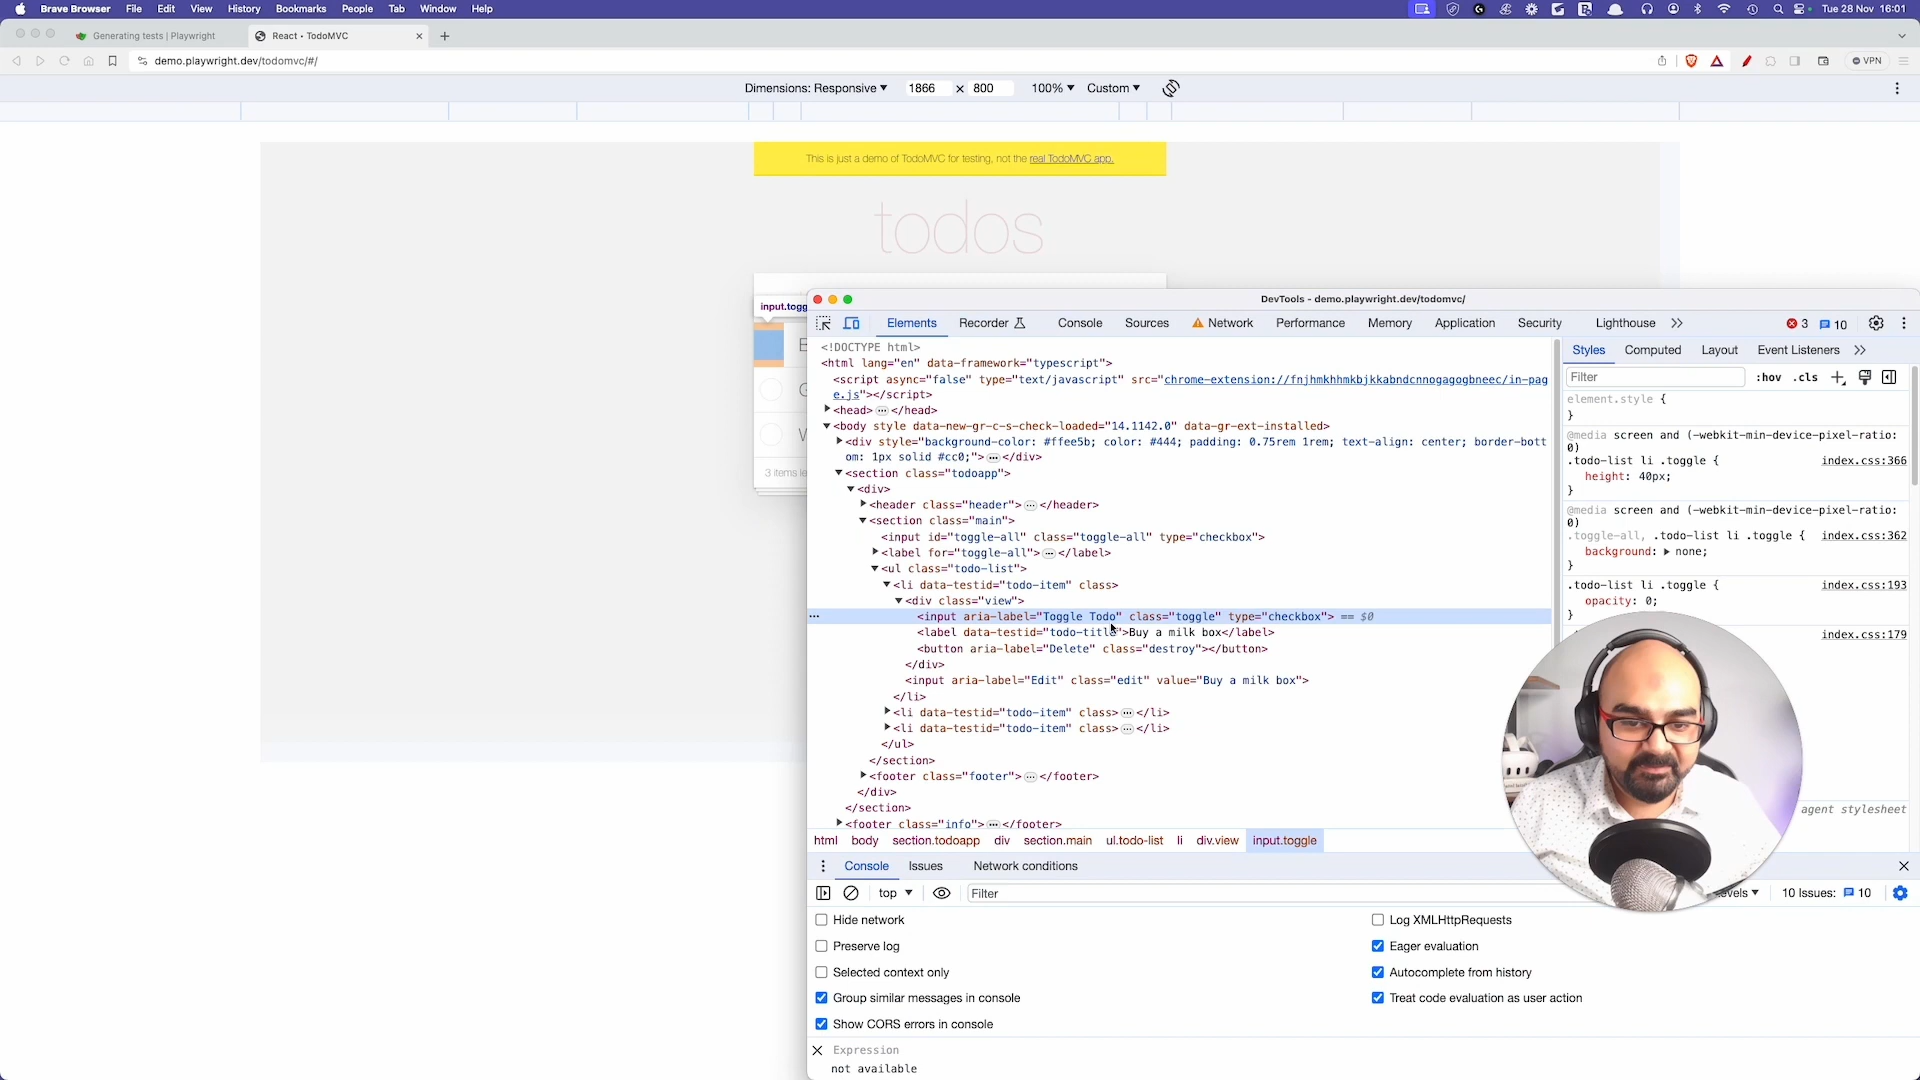 Brave Browser File Edit View History Bookmarks People Tab Window Help Tue 28 Nov 16:01
Generating tests | Playwright React • TodoMVC
demo.playwright.dev/todomvc/#/ VPN
Dimensions: Responsive 1866 × 800 100% Custom
This is just a demo of TodoMVC for testing, not the real TodoMVC app.
todos
input.togg
B
G
W
3 items le
DevTools - demo.playwright.dev/todomvc/
Elements Recorder Console Sources Network Performance Memory Application Security Lighthouse 3 10
<!DOCTYPE html>
<html lang="en" data-framework="typescript">
<script async="false" type="text/javascript" src="chrome-extension://fnjhmkhhmkbjkkabndcnnogagogbneec/in-pag
e.js"></script>
<head> … </head>
<body style data-new-gr-c-s-check-loaded="14.1142.0" data-gr-ext-installed>
<div style="background-color: #ffee5b; color: #444; padding: 0.75rem 1rem; text-align: center; border-bott
om: 1px solid #cc0;"> … </div>
<section class="todoapp">
<div>
<header class="header"> … </header>
<section class="main">
<input id="toggle-all" class="toggle-all" type="checkbox">
<label for="toggle-all"> … </label>
<ul class="todo-list">
<li data-testid="todo-item" class>
<div class="view">
… <input aria-label="Toggle Todo" class="toggle" type="checkbox"> == $0
<label data-testid="todo-title">Buy a milk box</label>
<button aria-label="Delete" class="destroy"></button>
</div>
<input aria-label="Edit" class="edit" value="Buy a milk box">
</li>
<li data-testid="todo-item" class> … </li>
<li data-testid="todo-item" class> … </li>
</ul>
</section>
<footer class="footer"> … </footer>
</div>
</section>
<footer class="info"> … </footer>
html body section.todoapp div section.main ul.todo-list li div.view input.toggle
Styles Computed Layout Event Listeners
Filter :hov .cls
element.style {
}
@media screen and (-webkit-min-device-pixel-ratio:
0)
.todo-list li .toggle { index.css:366
height: 40px;
}
@media screen and (-webkit-min-device-pixel-ratio:
0)
.toggle-all, .todo-list li .toggle { index.css:362
background: none;
}
.todo-list li .toggle { index.css:193
opacity: 0;
}
index.css:179
agent stylesheet
Console Issues Network conditions
top Filter 10 Issues: 10
Hide network Log XMLHttpRequests
Preserve log Eager evaluation
Selected context only Autocomplete from history
Group similar messages in console Treat code evaluation as user action
Show CORS errors in console
Expression
not available